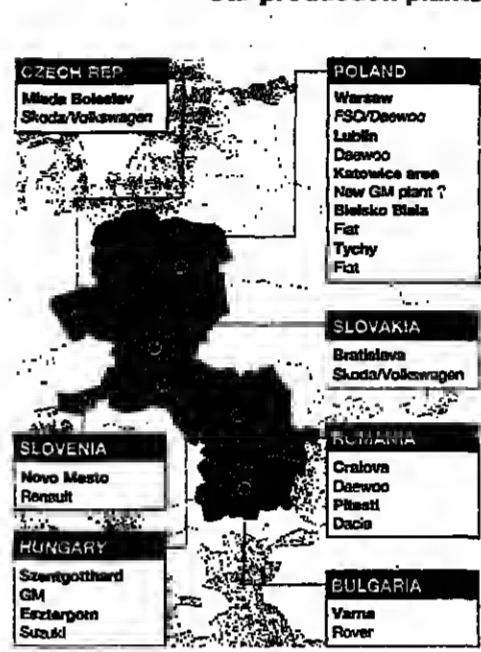 Car production plants
CZECH REP.
Mlada Boleslav
Skoda/Volkswagen
POLAND
Warsaw
FSO/Daewoo
Lublin
Daewoo
Katowice area
New GM plant ?
Bielsko Biala
Fiat
Tychy
Fiat
SLOVAKIA
Bratislava
Skoda/Volkswagen
SLOVENIA
Novo Mesto
Renault
ROMANIA
Craiova
Daewoo
Pitesti
Dacia
HUNGARY
Szentgotthard
GM
Esztergom
Suzuki
BULGARIA
Varna
Rover